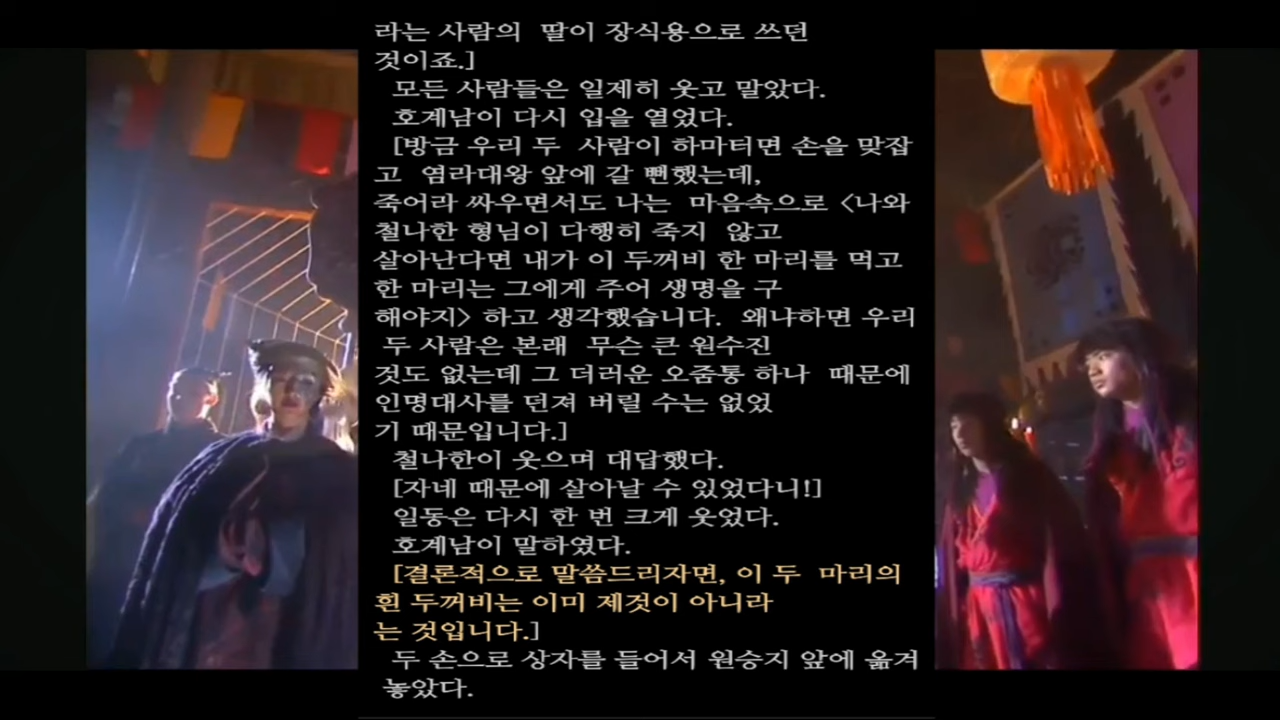 라는 사람의 딸이 장식용으로 쓰던
것이죠.]
모든 사람들은 일제히 웃고 말았다.
호계남이 다시 입을 열었다.
[방금 우리 두 사람이 하마터면 손을 맞잡
고 염라대왕 앞에 갈 뻔했는데,
죽어라 싸우면서도 나는 마음속으로 <나와
철나한 형님이 다행히 죽지 않고
살아난다면 내가 이 두꺼비 한 마리를 먹고
한 마리는 그에게 주어 생명을 구
해야지> 하고 생각했습니다. 왜냐하면 우리
두 사람은 본래 무슨 큰 원수진
것도 없는데 그 더러운 오줌통 하나 때문에
인명대사를 던져 버릴 수는 없었
기 때문입니다.]
철나한이 웃으며 대답했다.
[자네 때문에 살아날 수 있었다니!]
일동은 다시 한 번 크게 웃었다.
호계남이 말하였다.
[결론적으로 말씀드리자면, 이 두 마리의
흰 두꺼비는 이미 제것이 아니라
는 것입니다.]
두 손으로 상자를 들어서 원승지 앞에 옮겨
놓았다.